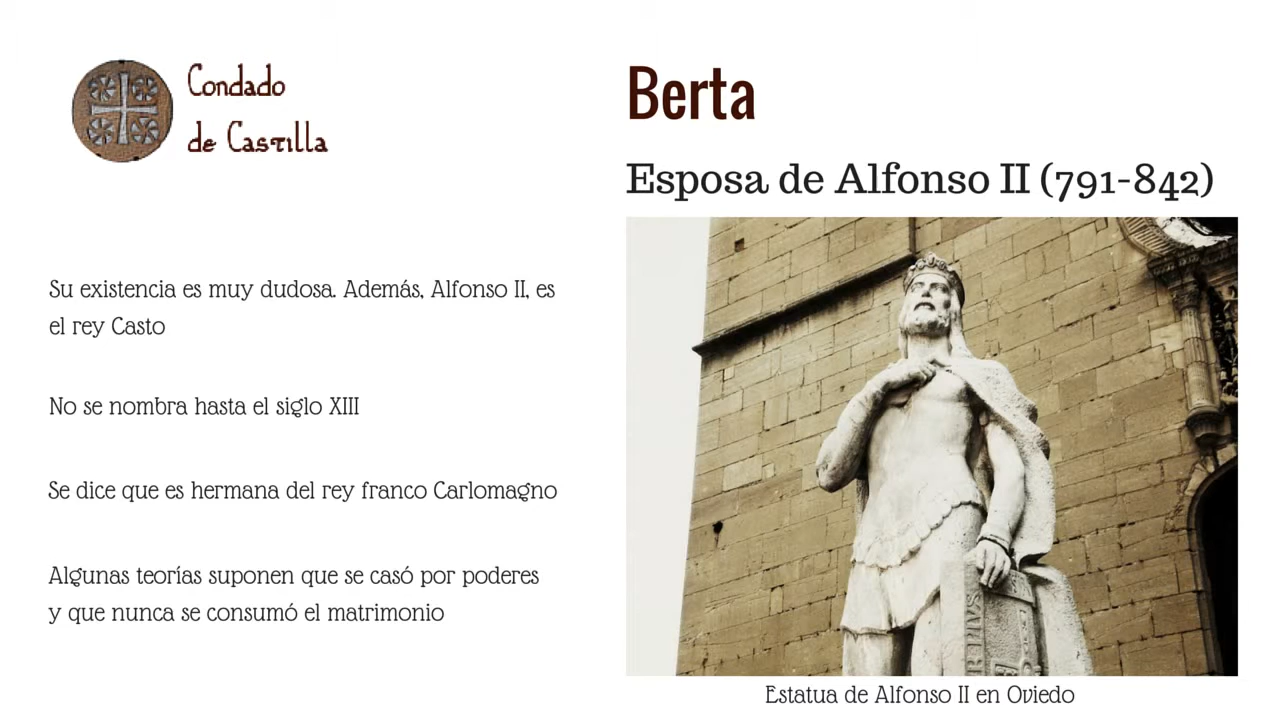 Condado
de Castilla
Berta
Esposa de Alfonso II (791-842)
Su existencia es muy dudosa. Además, Alfonso II, es
el rey Casto
No se nombra hasta el siglo XIII
Se dice que es hermana del rey franco Carlomagno
Algunas teorías suponen que se casó por poderes
y que nunca se consumó el matrimonio
Estatua de Alfonso II en Oviedo